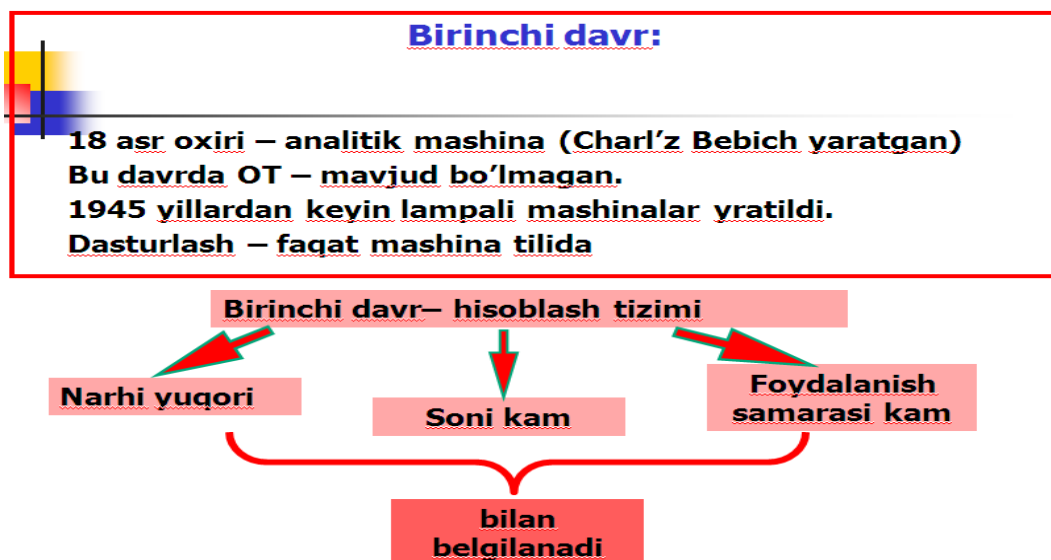 Birinchi davr:
18 asr oxiri – analitik mashina (Charl’z Bebich yaratgan)
Bu davrda OT – mavjud bo’lmagan.
1945 yillardan keyin lampali mashinalar yratildi.
Dasturlash – faqat mashina tilida
Birinchi davr– hisoblash tizimi
Narhi yuqori
Soni kam
Foydalanish
samarasi kam
bilan
belgilanadi